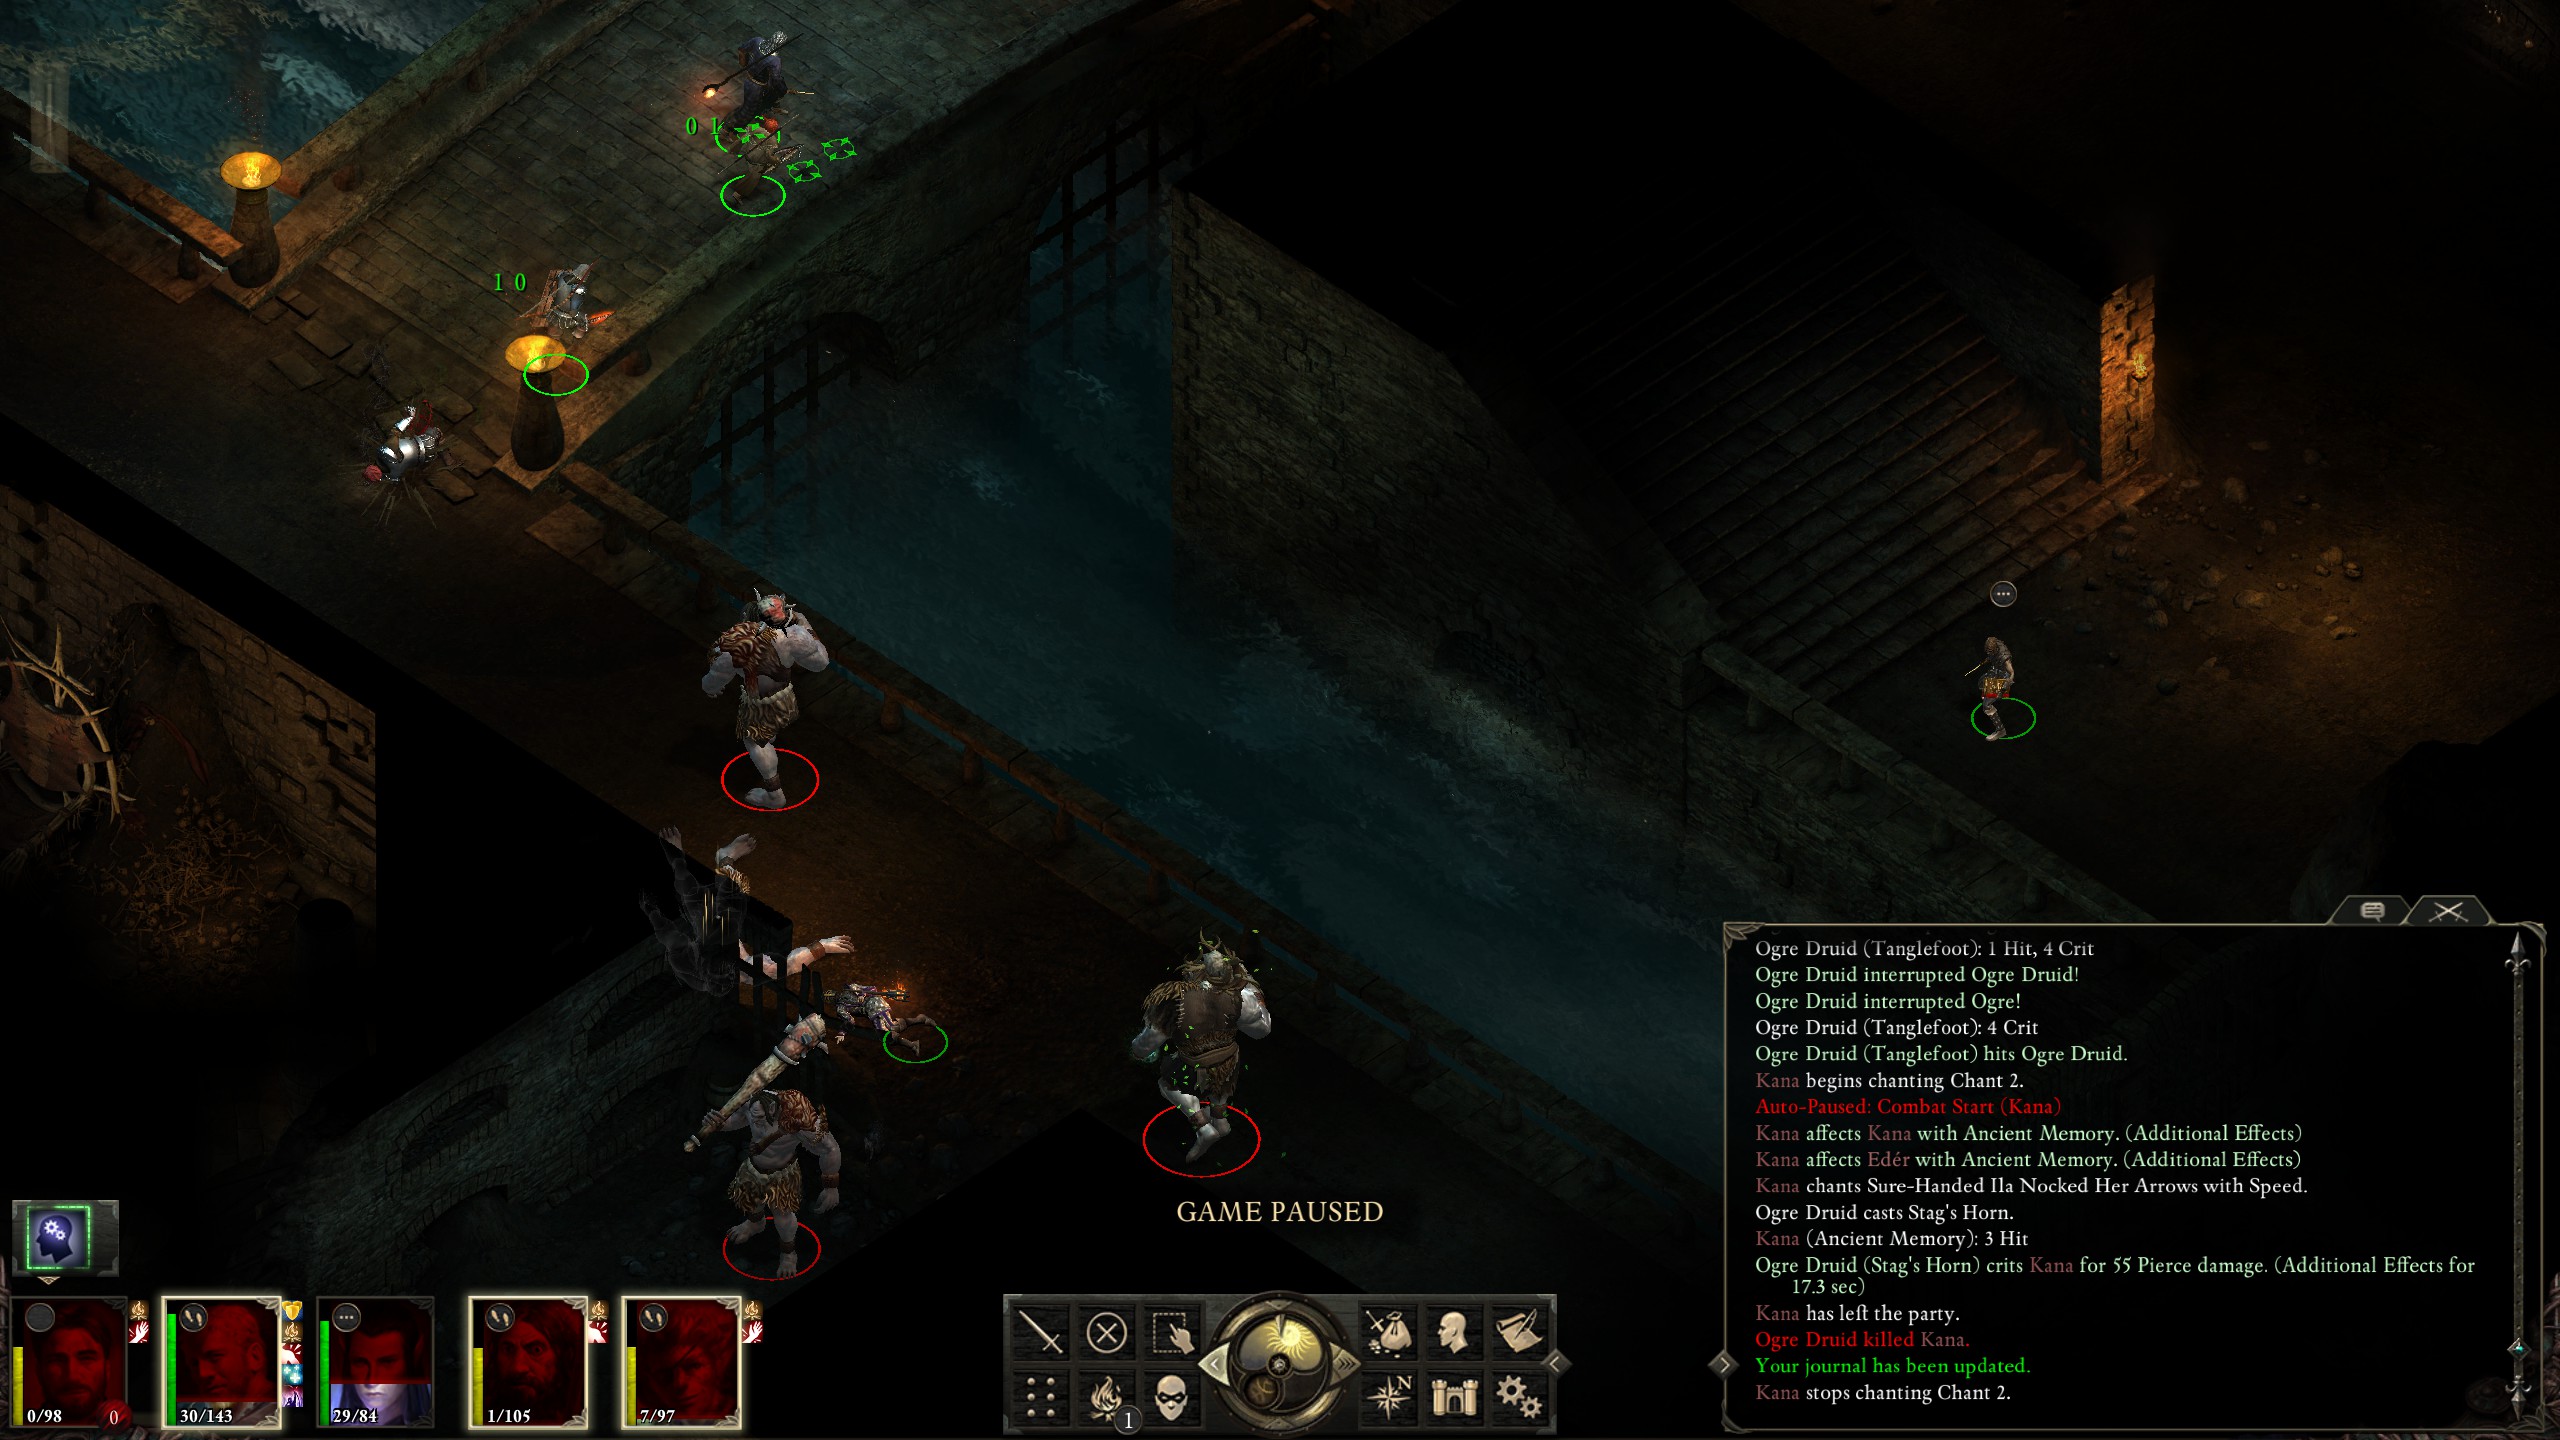 0 1
1 0
Ogre Druid (Tanglefoot): 1 Hit, 4 Crit
Ogre Druid interrupted Ogre Druid!
Ogre Druid interrupted Ogre!
Ogre Druid (Tanglefoot): 4 Crit
Ogre Druid (Tanglefoot) hits Ogre Druid.
Kana begins chanting Chant 2.
Auto-Paused: Combat Start (Kana)
Kana affects Kana with Ancient Memory. (Additional Effects)
Kana affects Edér with Ancient Memory. (Additional Effects)
Kana chants Sure-Handed Ila Nocked Her Arrows with Speed.
Ogre Druid casts Stag's Horn.
Kana (Ancient Memory): 3 Hit
Ogre Druid (Stag's Horn) crits Kana for 55 Pierce damage. (Additional Effects for
17.3 sec)
Kana has left the party.
Ogre Druid killed Kana.
Your journal has been updated.
Kana stops chanting Chant 2.
GAME PAUSED
0/98
0
30/143
29/84
1/105
7/97
1
N